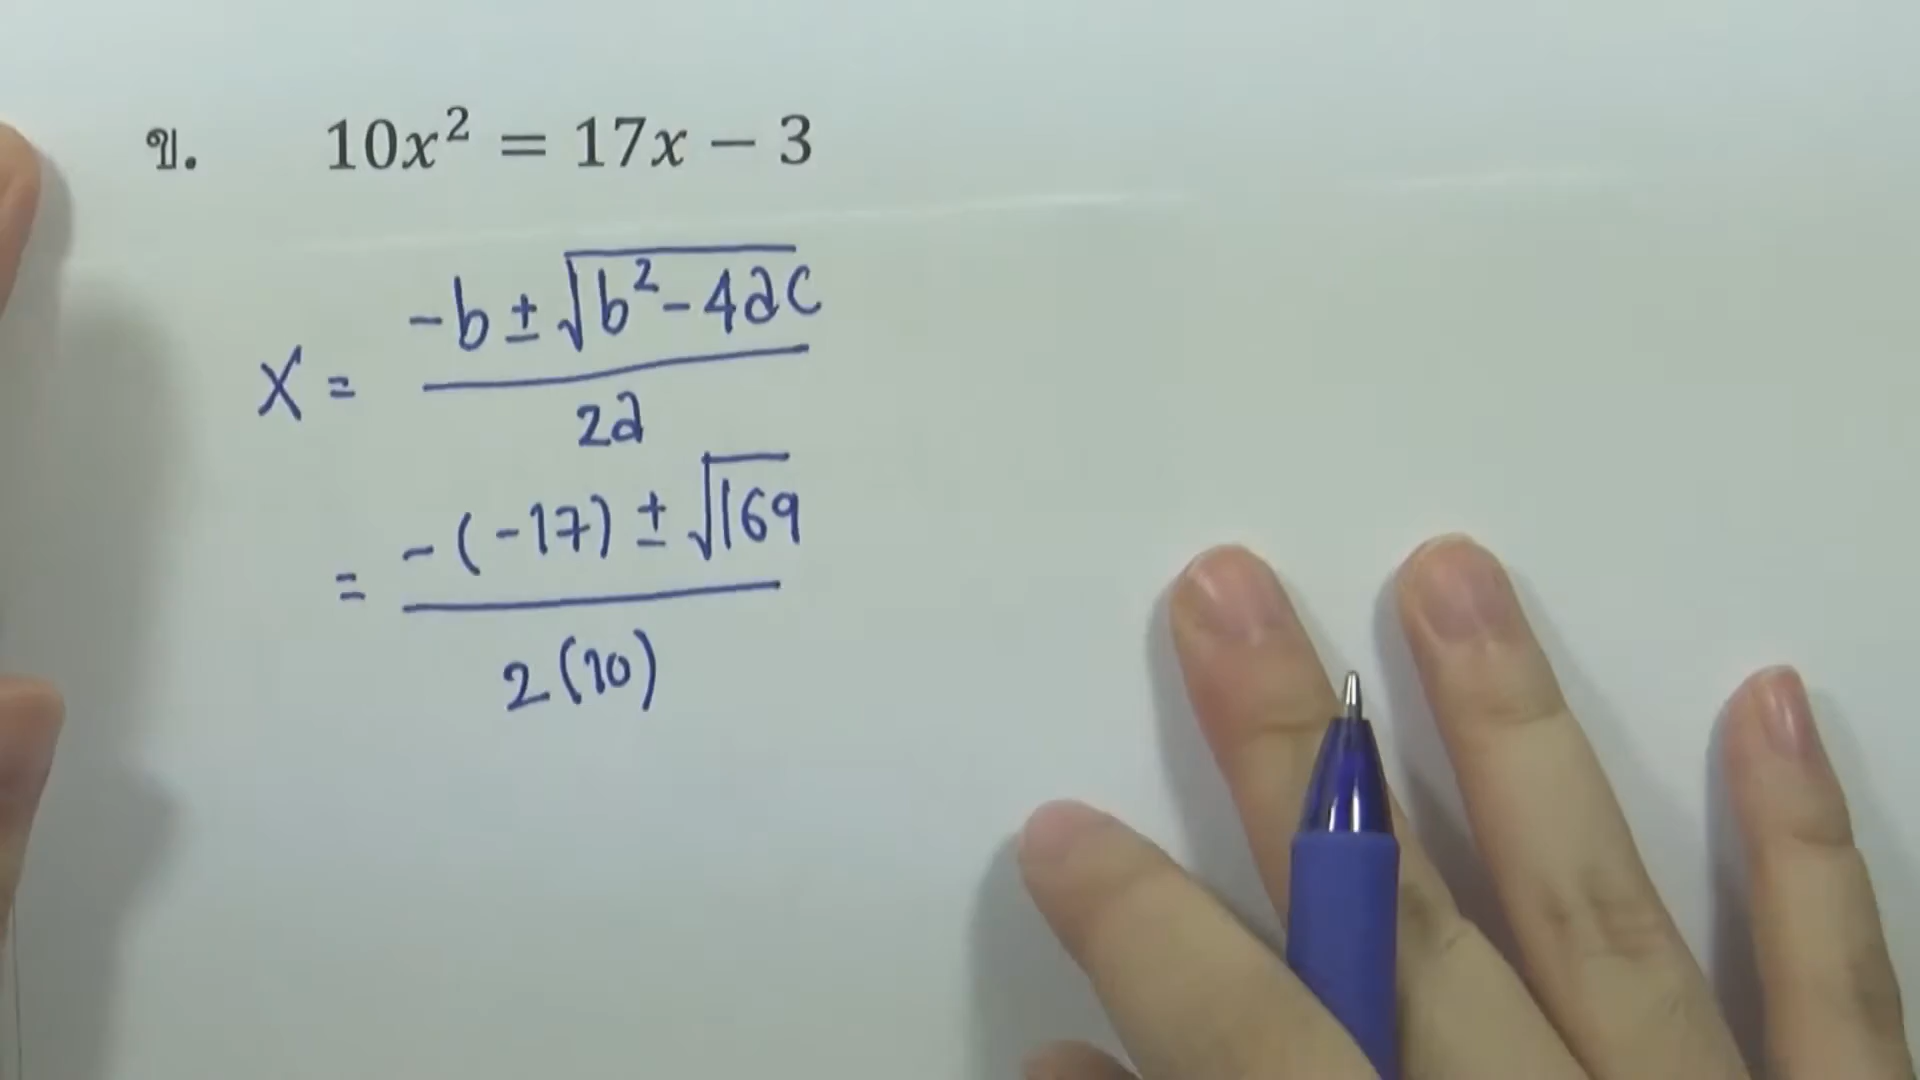 ข. 10x² = 17x − 3
X = (-b ± √(b² - 4ac)) / 2a
= (-(-17) ± √169) / 2(10)